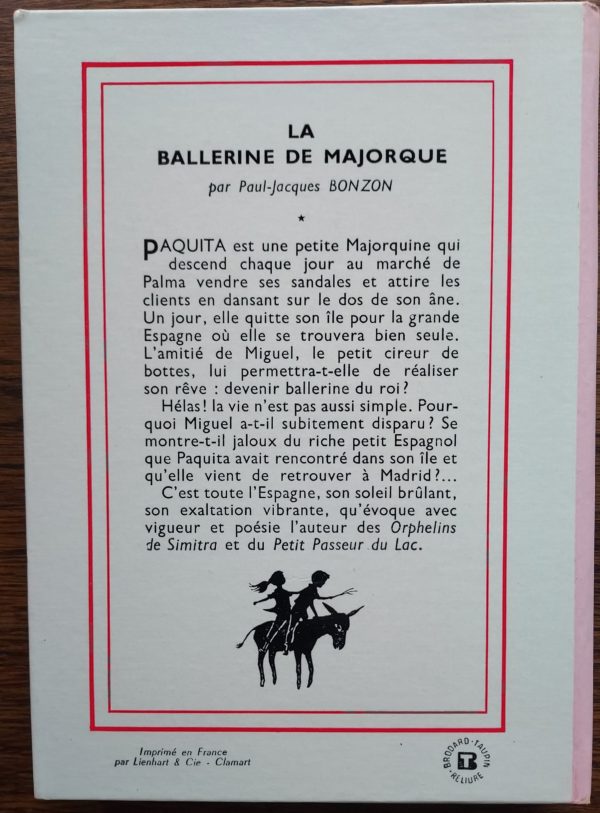 LA
BALLERINE DE MAJORQUE
par Paul-Jacques BONZON
PAQUITA est une petite Majorquine qui
descend chaque jour au marché de
Palma vendre ses sandales et attire les
clients en dansant sur le dos de son âne.
Un jour, elle quitte son île pour la grande
Espagne où elle se trouvera bien seule.
L'amitié de Miguel, le petit cireur de
bottes, lui permettra-t-elle de réaliser
son rêve : devenir ballerine du roi?
Hélas! la vie n'est pas aussi simple. Pour-
quoi Miguel a-t-il subitement disparu? Se
montre-t-il jaloux du riche petit Espagnol
que Paquita avait rencontré dans son île et
qu'elle vient de retrouver à Madrid?...
C'est toute l'Espagne, son soleil brûlant,
son exaltation vibrante, qu'évoque avec
vigueur et poésie l'auteur des Orphelins
de Simitra et du Petit Passeur du Lac.
Imprimé en France
par Lienhart & Cie - Clamart
BRODARD-TAUPIN
BT
RELIURE